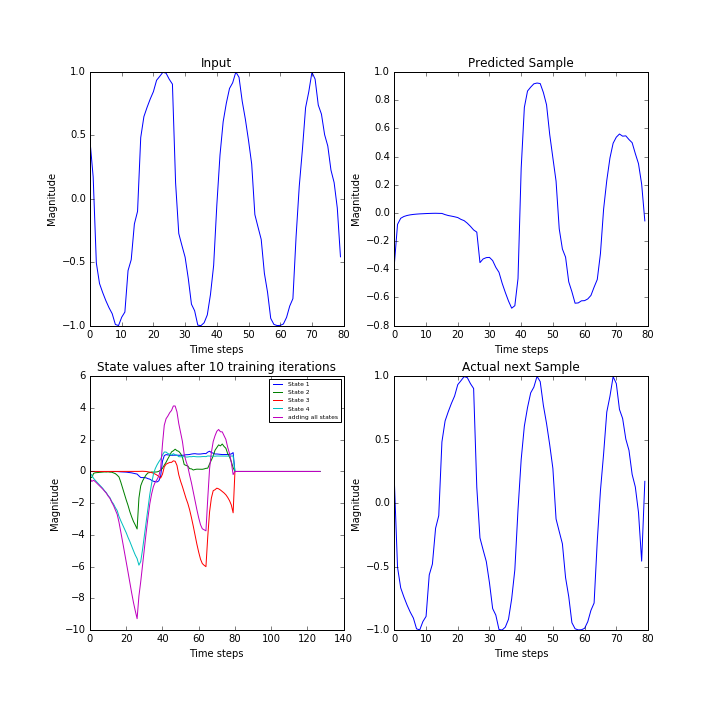 Input
1.0
0.5
0.0
−0.5
−1.0
Magnitude
0 10 20 30 40 50 60 70 80
Time steps
Predicted Sample
1.0
0.8
0.6
0.4
0.2
0.0
−0.2
−0.4
−0.6
−0.8
Magnitude
0 10 20 30 40 50 60 70 80
Time steps
State values after 10 training iterations
6
4
2
0
−2
−4
−6
−8
−10
Magnitude
State 1
State 2
State 3
State 4
adding all states
0 20 40 60 80 100 120 140
Time steps
Actual next Sample
1.0
0.5
0.0
−0.5
−1.0
Magnitude
0 10 20 30 40 50 60 70 80
Time steps